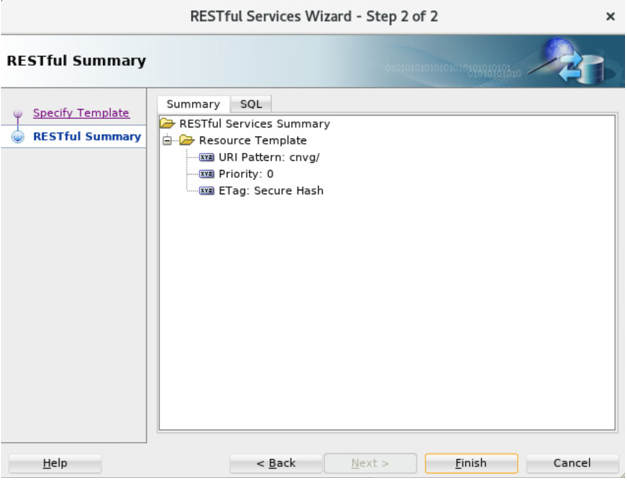 RESTful Services Wizard - Step 2 of 2
×
RESTful Summary
Specify Template
RESTful Summary
Summary SQL
RESTful Services Summary
Resource Template
URI Pattern: cnvg/
Priority: 0
ETag: Secure Hash
Help < Back Next > Finish Cancel